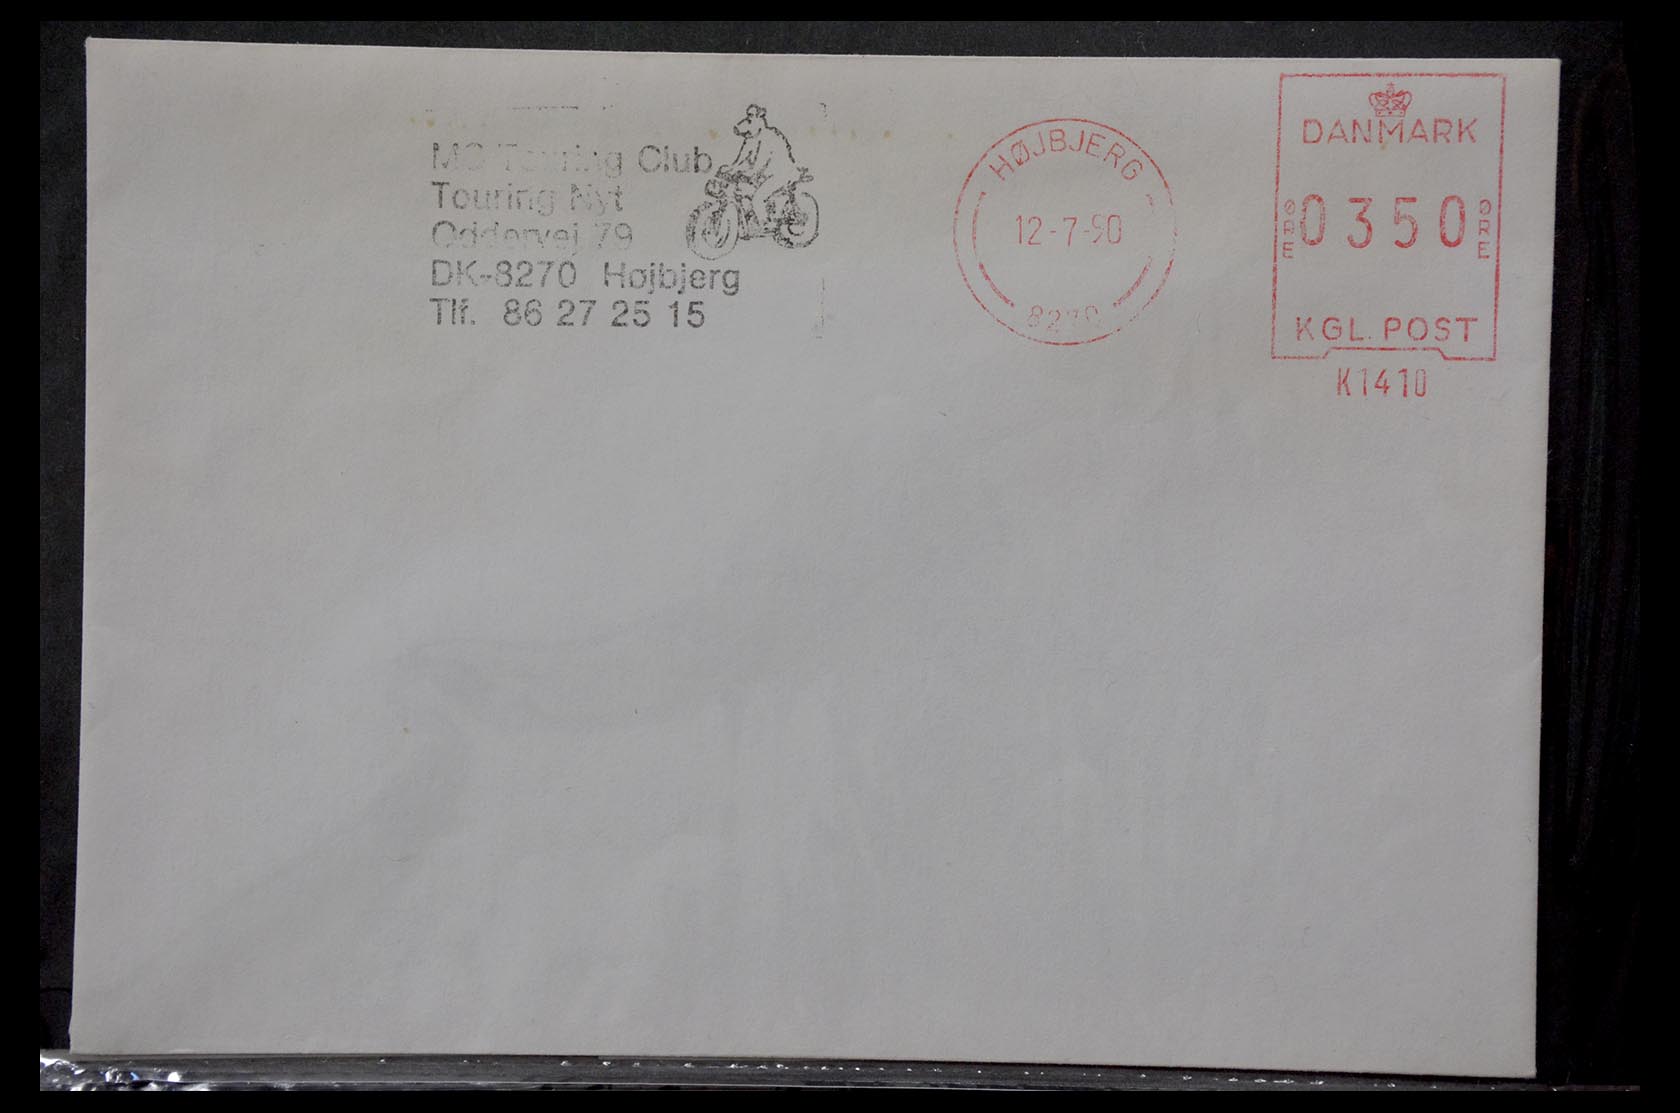 MC Touring Club
Touring Nyt
Oddervej 79
DK-8270 Højbjerg
Tlf. 86 27 25 15
HØJBJERG
12-7-90
8270
DANMARK
ØRE 0350 ØRE
KGL. POST
K1410